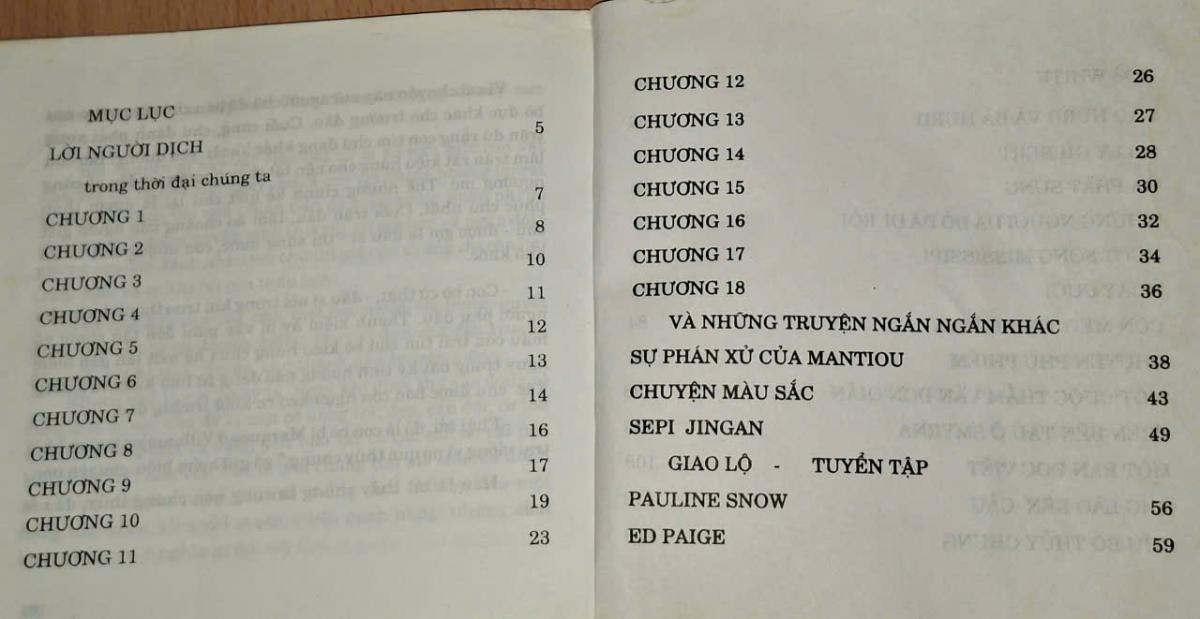 MỤC LỤC
LỜI NGƯỜI DỊCH 5
trong thời đại chúng ta
CHƯƠNG 1 7
CHƯƠNG 2 8
CHƯƠNG 3 10
CHƯƠNG 4 11
CHƯƠNG 5 12
CHƯƠNG 6 13
CHƯƠNG 7 14
CHƯƠNG 8 16
CHƯƠNG 9 17
CHƯƠNG 10 19
CHƯƠNG 11 23
CHƯƠNG 12 26
CHƯƠNG 13 27
CHƯƠNG 14 28
CHƯƠNG 15 30
CHƯƠNG 16 32
CHƯƠNG 17 34
CHƯƠNG 18 36
VÀ NHỮNG TRUYỆN NGẮN NGẮN KHÁC
SỰ PHÁN XỬ CỦA MANTIOU 38
CHUYỆN MÀU SẮC 43
SEPI JINGAN 49
GIAO LỘ - TUYỂN TẬP
PAULINE SNOW 56
ED PAIGE 59